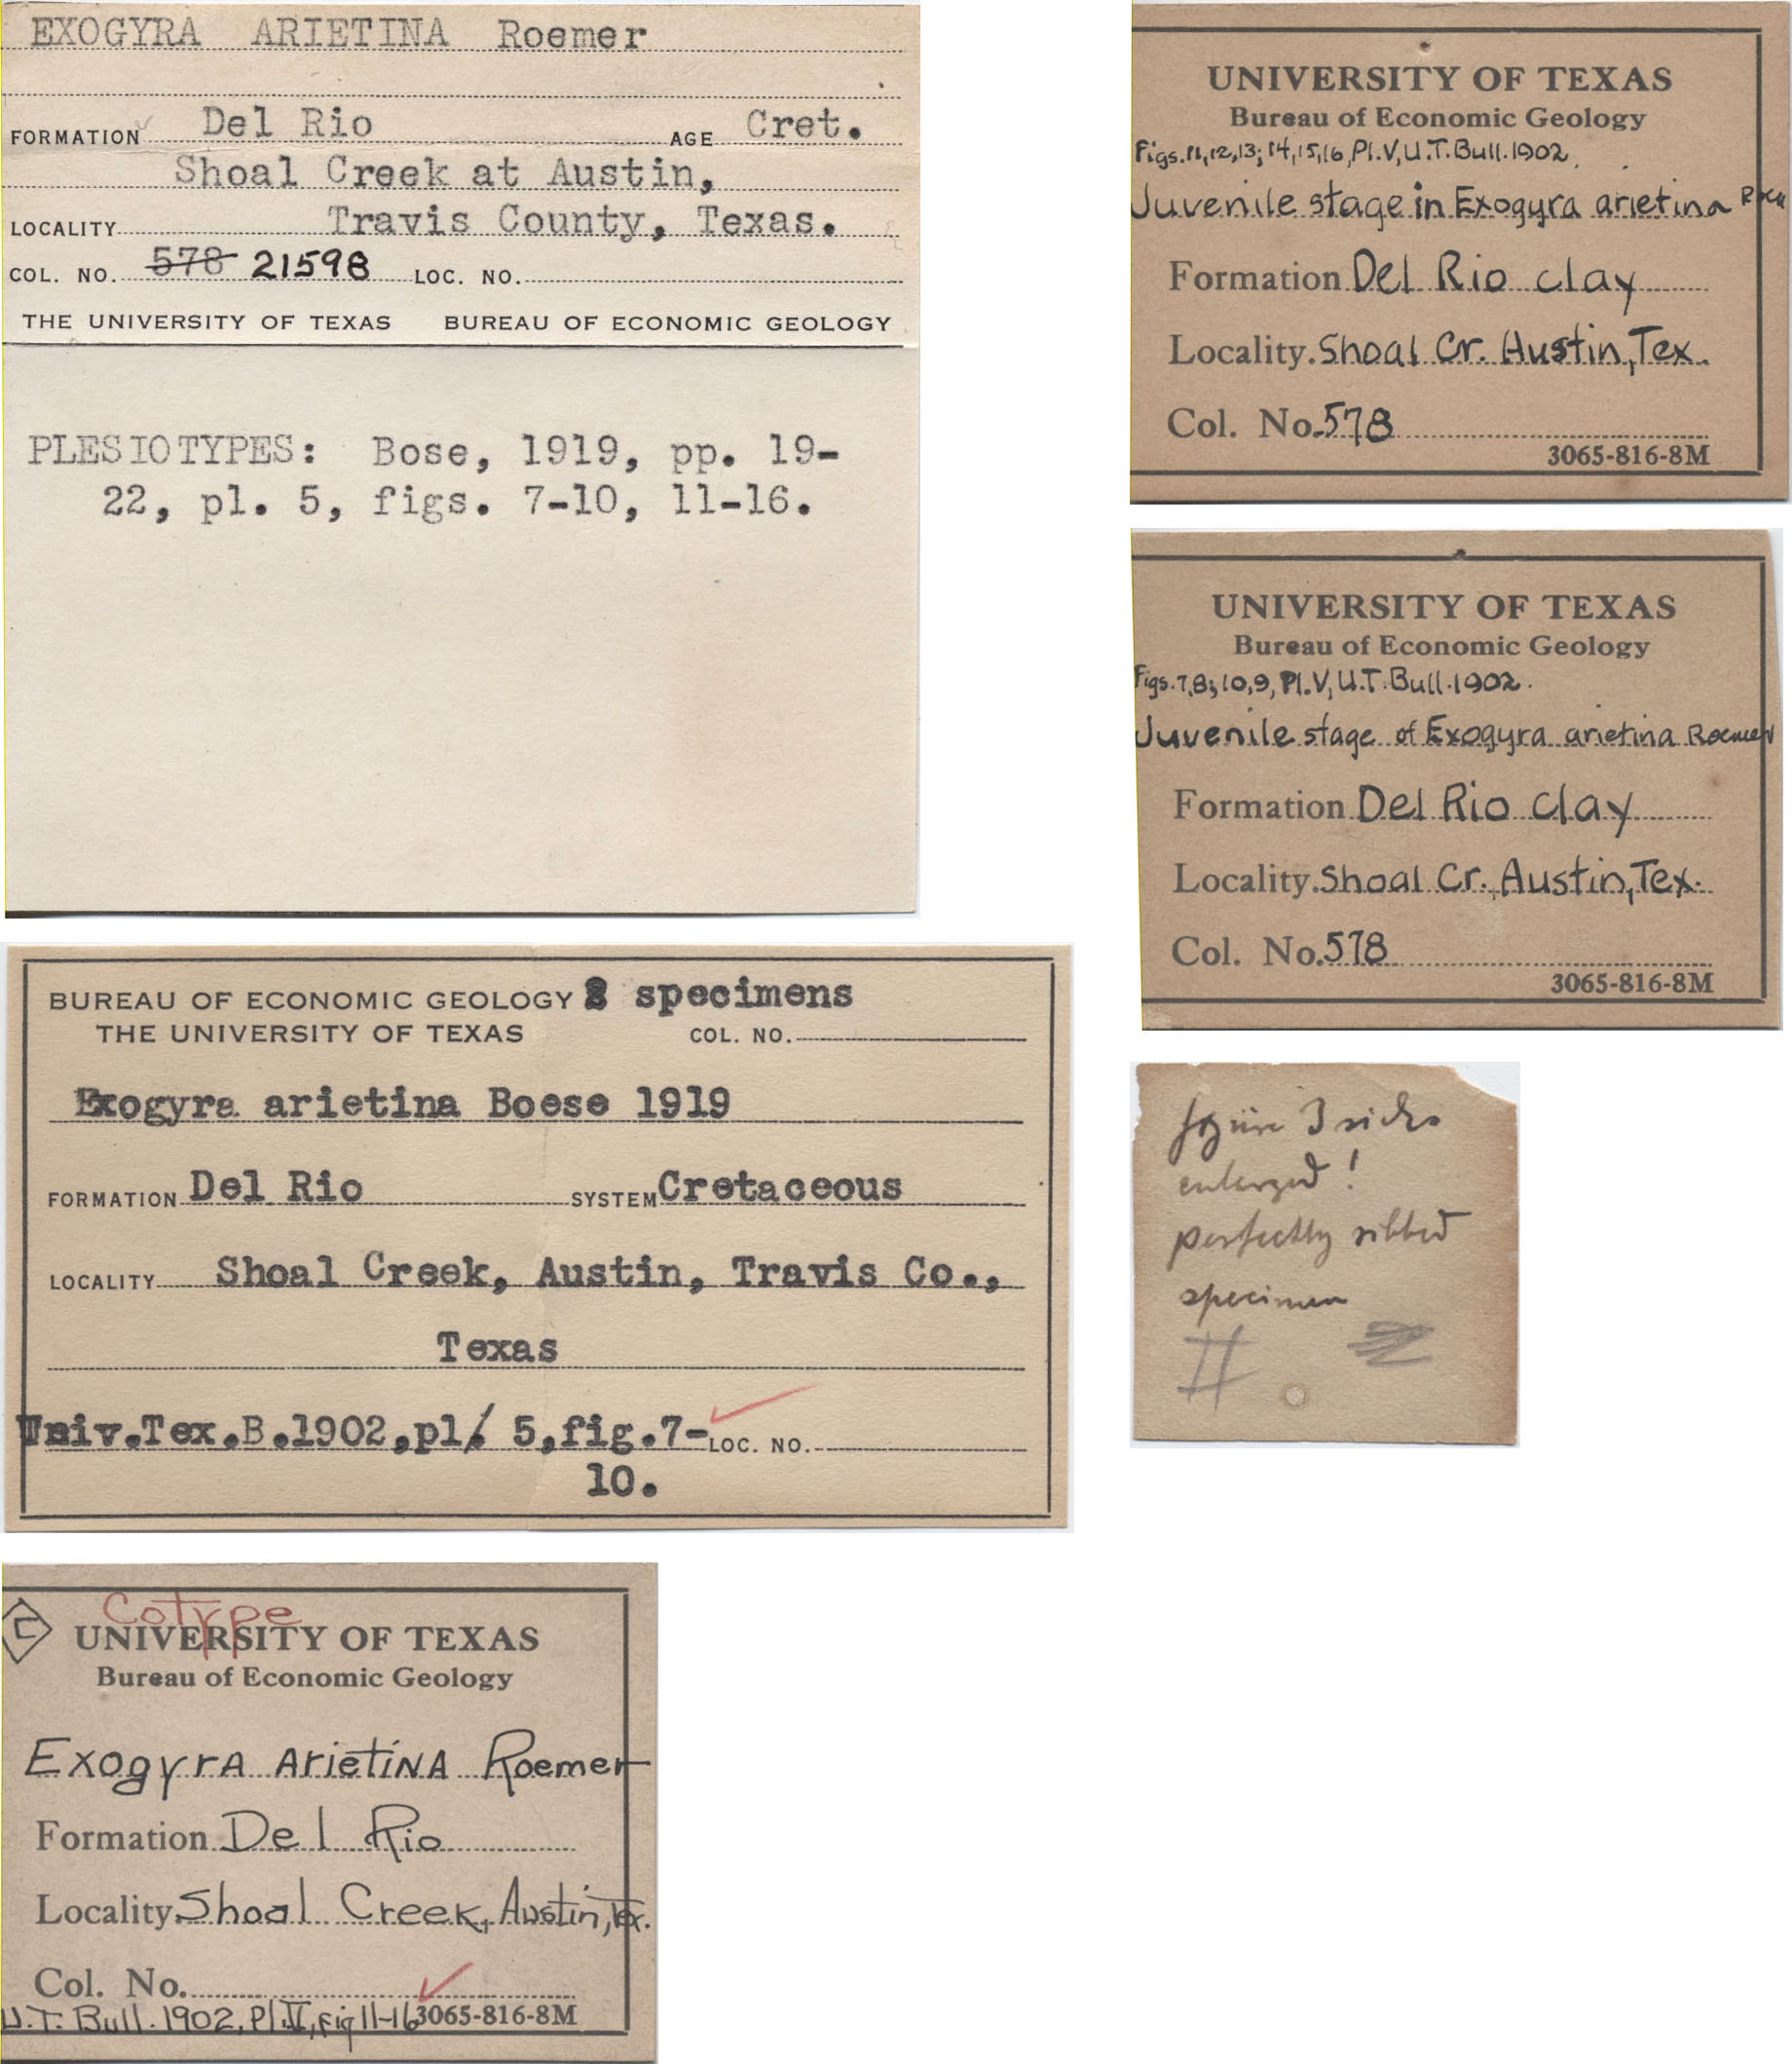 EXOGYRA ARIETINA Roemer
FORMATION Del Rio AGE Cret.
Shoal Creek at Austin,
LOCALITY Travis County, Texas.
COL. NO. 578 21598 LOC. NO.
THE UNIVERSITY OF TEXAS BUREAU OF ECONOMIC GEOLOGY
PLESIOTYPES: Bose, 1919, pp. 19-
22, pl. 5, figs. 7-10, 11-16.
BUREAU OF ECONOMIC GEOLOGY 2 specimens
THE UNIVERSITY OF TEXAS COL. NO.
Exogyra arietina Boese 1919
FORMATION Del Rio SYSTEM Cretaceous
LOCALITY Shoal Creek, Austin, Travis Co.,
Texas
Univ.Tex.B.1902,pl. 5,fig.7- LOC. NO.
10.
Cotype
C UNIVERSITY OF TEXAS
Bureau of Economic Geology
Exogyra Arietina Roemer
Formation Del Rio
Locality Shoal Creek, Austin, Tex.
Col. No.
U.T. Bull. 1902, Pl. V, fig 11-16 3065-816-8M
UNIVERSITY OF TEXAS
Bureau of Economic Geology
Figs. 11,12,13; 14,15,16, Pl. V, U.T. Bull. 1902.
Juvenile stage in Exogyra arietina
Formation Del Rio clay
Locality. Shoal Cr. Austin, Tex.
Col. No. 578
3065-816-8M
UNIVERSITY OF TEXAS
Bureau of Economic Geology
Figs. 7,8; 10,9, Pl. V, U.T. Bull. 1902.
Juvenile stage of Exogyra arietina Roemer
Formation Del Rio clay
Locality. Shoal Cr. Austin, Tex.
Col. No. 578
3065-816-8M
figure 3 sides
enlarged!
perfectly ribbed
specimen